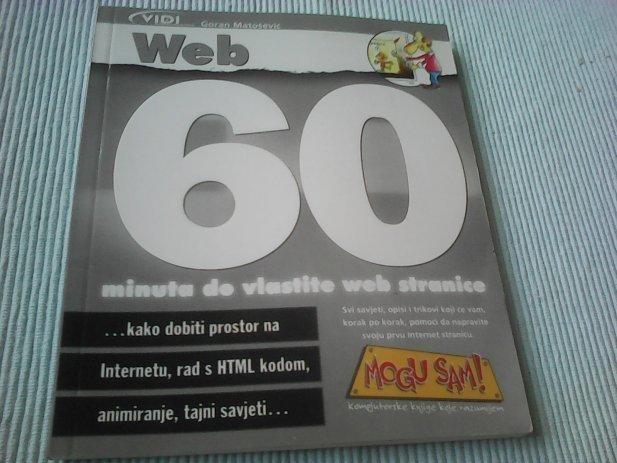 VIDI
Goran Matošević
Web
60
minuta do vlastite web stranice
...kako dobiti prostor na
Internetu, rad s HTML kodom,
animiranje, tajni savjeti...
Svi savjeti, opisi i trikovi koji će vam,
korak po korak, pomoći da napravite
svoju prvu Internet stranicu.
MOGU SAM!
Kompjuterske knjige koje razumijem